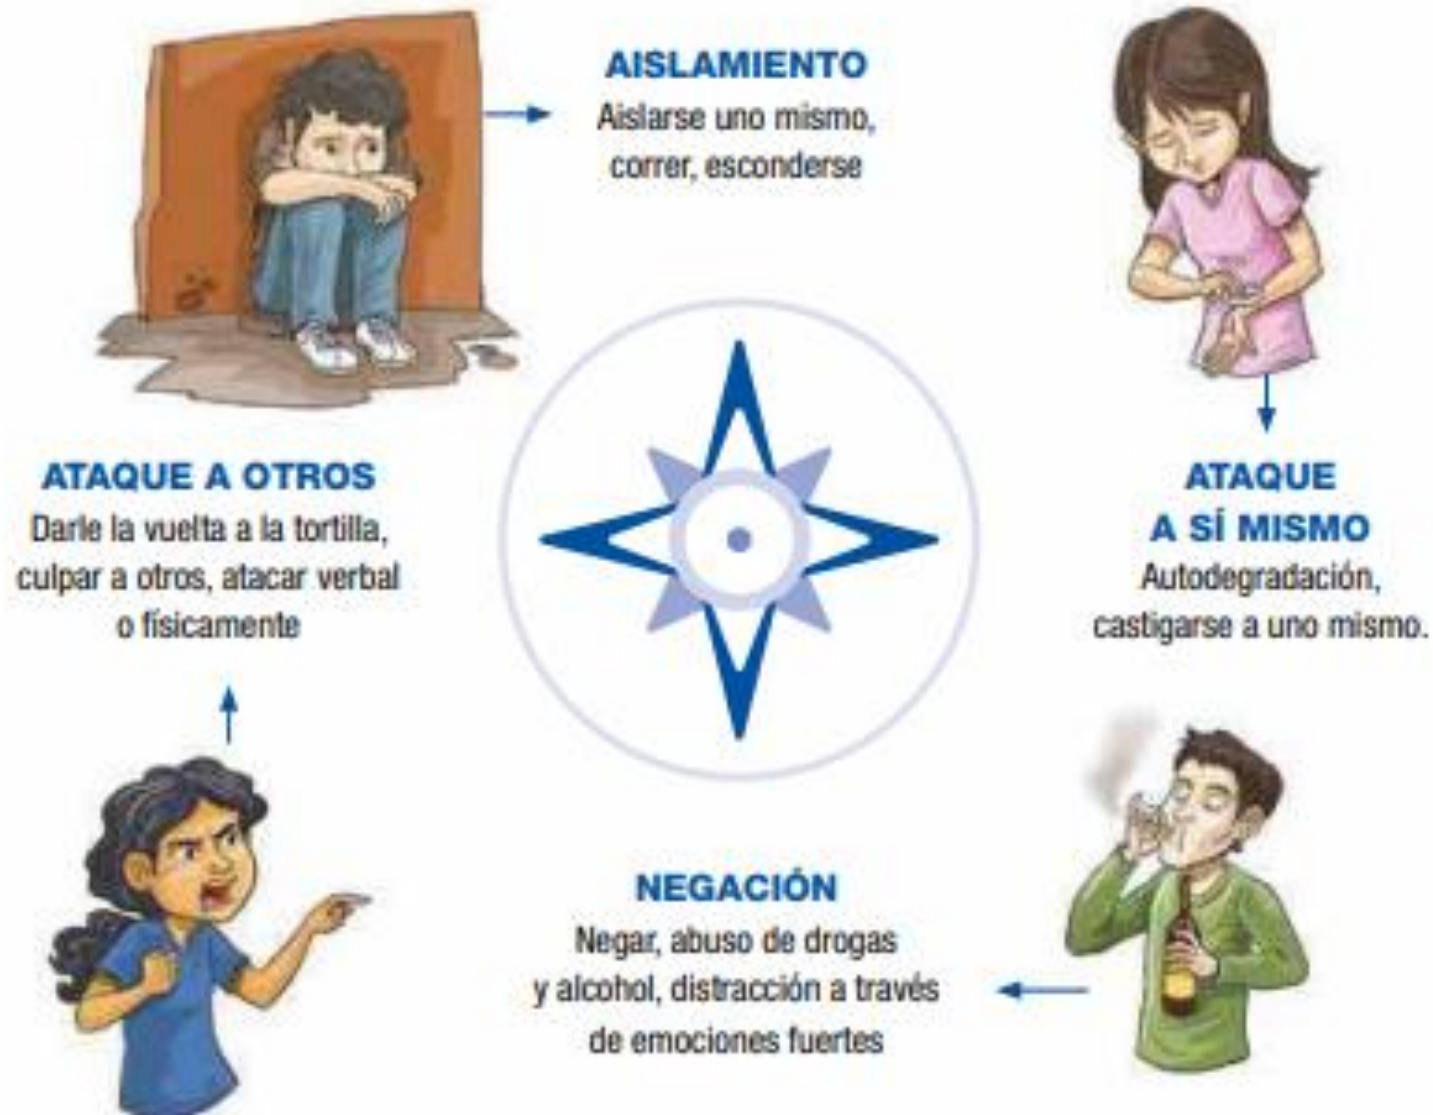 AISLAMIENTO
Aislarse uno mismo,
correr, esconderse
ATAQUE A OTROS
Darle la vuelta a la tortilla,
culpar a otros, atacar verbal
o físicamente
ATAQUE
A SÍ MISMO
Autodegradación,
castigarse a uno mismo.
NEGACIÓN
Negar, abuso de drogas
y alcohol, distracción a través
de emociones fuertes